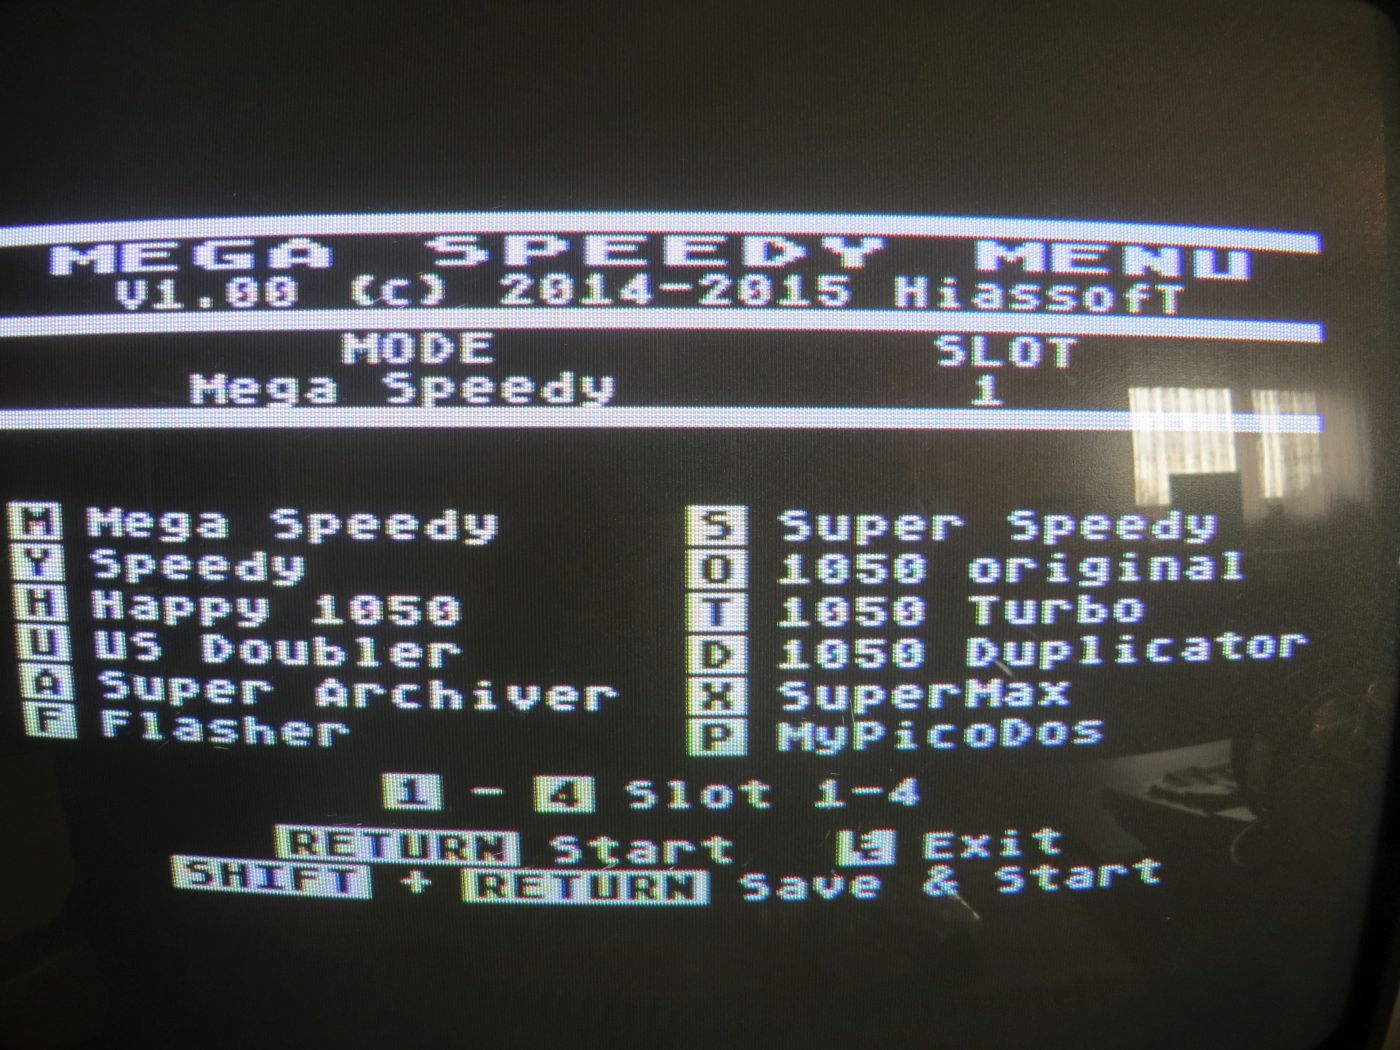 MEGA SPEEDY MENU
V1.00 (c) 2014-2015 HiassofT
MODE SLOT
Mega Speedy 1
M Mega Speedy S Super Speedy
Y Speedy O 1050 original
H Happy 1050 T 1050 Turbo
U US Doubler D 1050 Duplicator
A Super Archiver X SuperMax
F Flasher P MyPicoDos
1 - 4 Slot 1-4
RETURN Start Exit
SHIFT + RETURN Save & Start